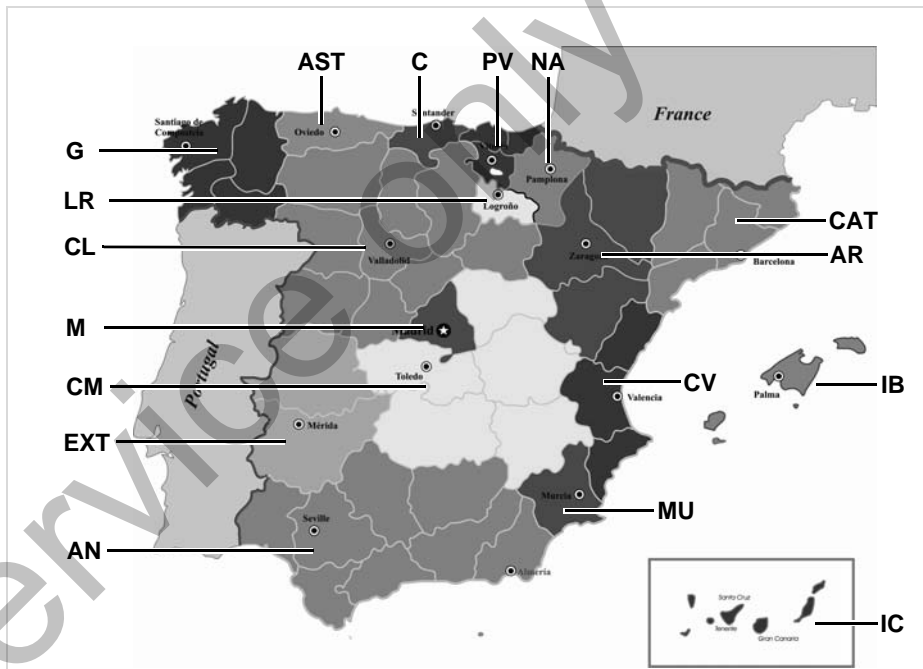 AST C PV NA
Santander
France
Santiago de
Compostela
Oviedo
G
Pamplona
LR
Logroño
CAT
CL
Valladolid
AR
Barcelona
M
Madrid
Portugal
Toledo
CM
CV
Valencia
Palma
IB
EXT
Mérida
Murcia
MU
Seville
AN
Almería
Santa Cruz
Tenerife
Gran Canaria
IC
ervice only